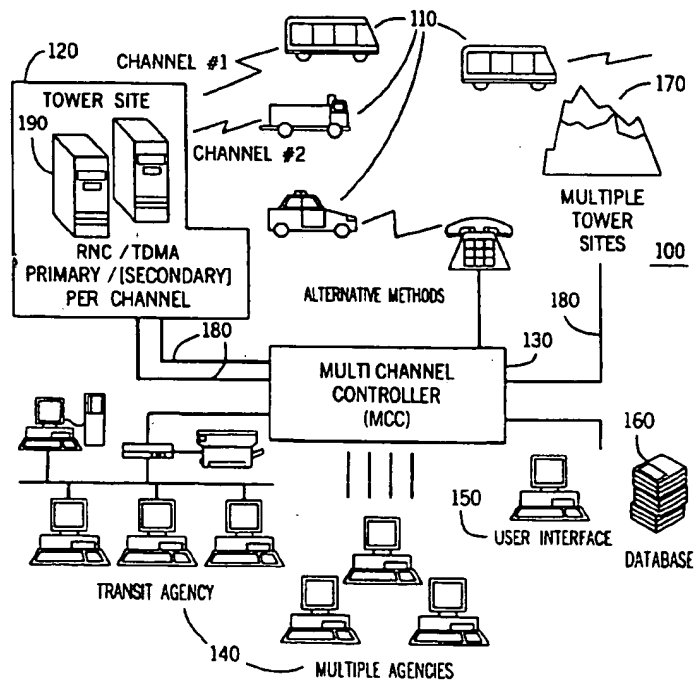 120
CHANNEL #1
110
TOWER SITE
190
CHANNEL #2
170
MULTIPLE
TOWER
SITES
100
RNC / TDMA
PRIMARY / [SECONDARY]
PER CHANNEL
ALTERNATIVE METHODS
180
180
130
MULTI CHANNEL
CONTROLLER
(MCC)
160
150
USER INTERFACE
DATABASE
TRANSIT AGENCY
140
MULTIPLE AGENCIES